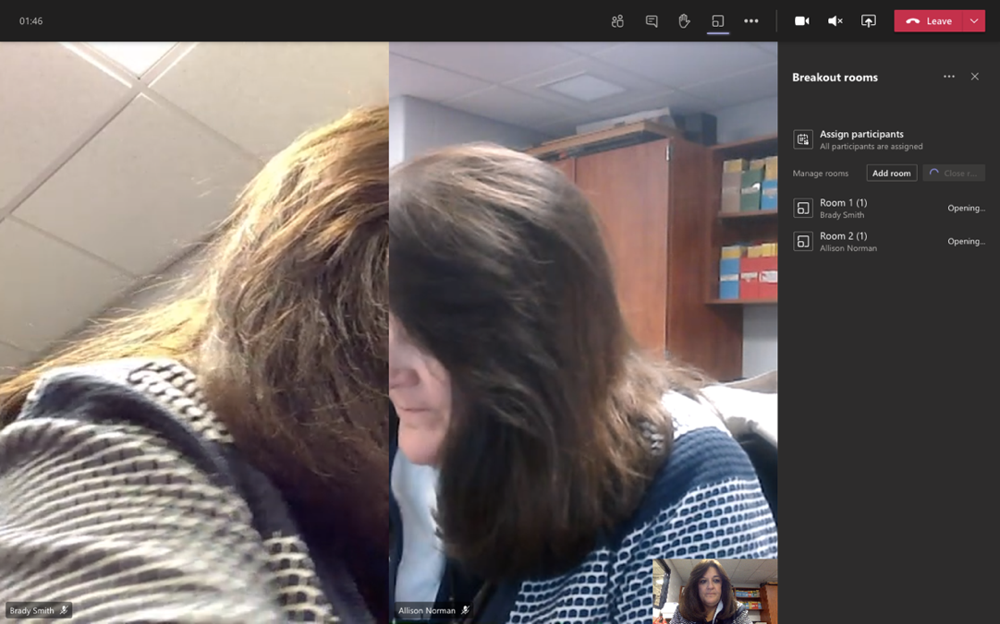 01:46
Leave
Breakout rooms
Assign participants
All participants are assigned
Manage rooms
Add room
Close r...
Room 1 (1)
Brady Smith
Opening...
Room 2 (1)
Allison Norman
Opening...
Brady Smith
Allison Norman